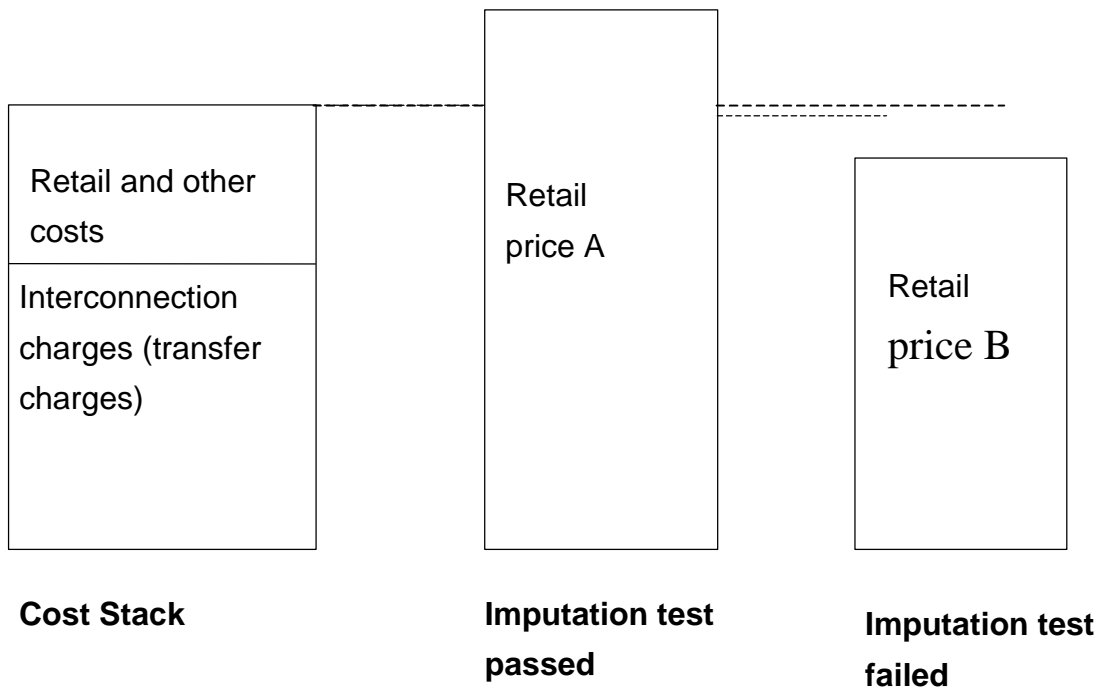 Retail and other
costs
Interconnection
charges (transfer
charges)
Retail
price A
Retail
price B
Cost Stack
Imputation test
passed
Imputation test
failed